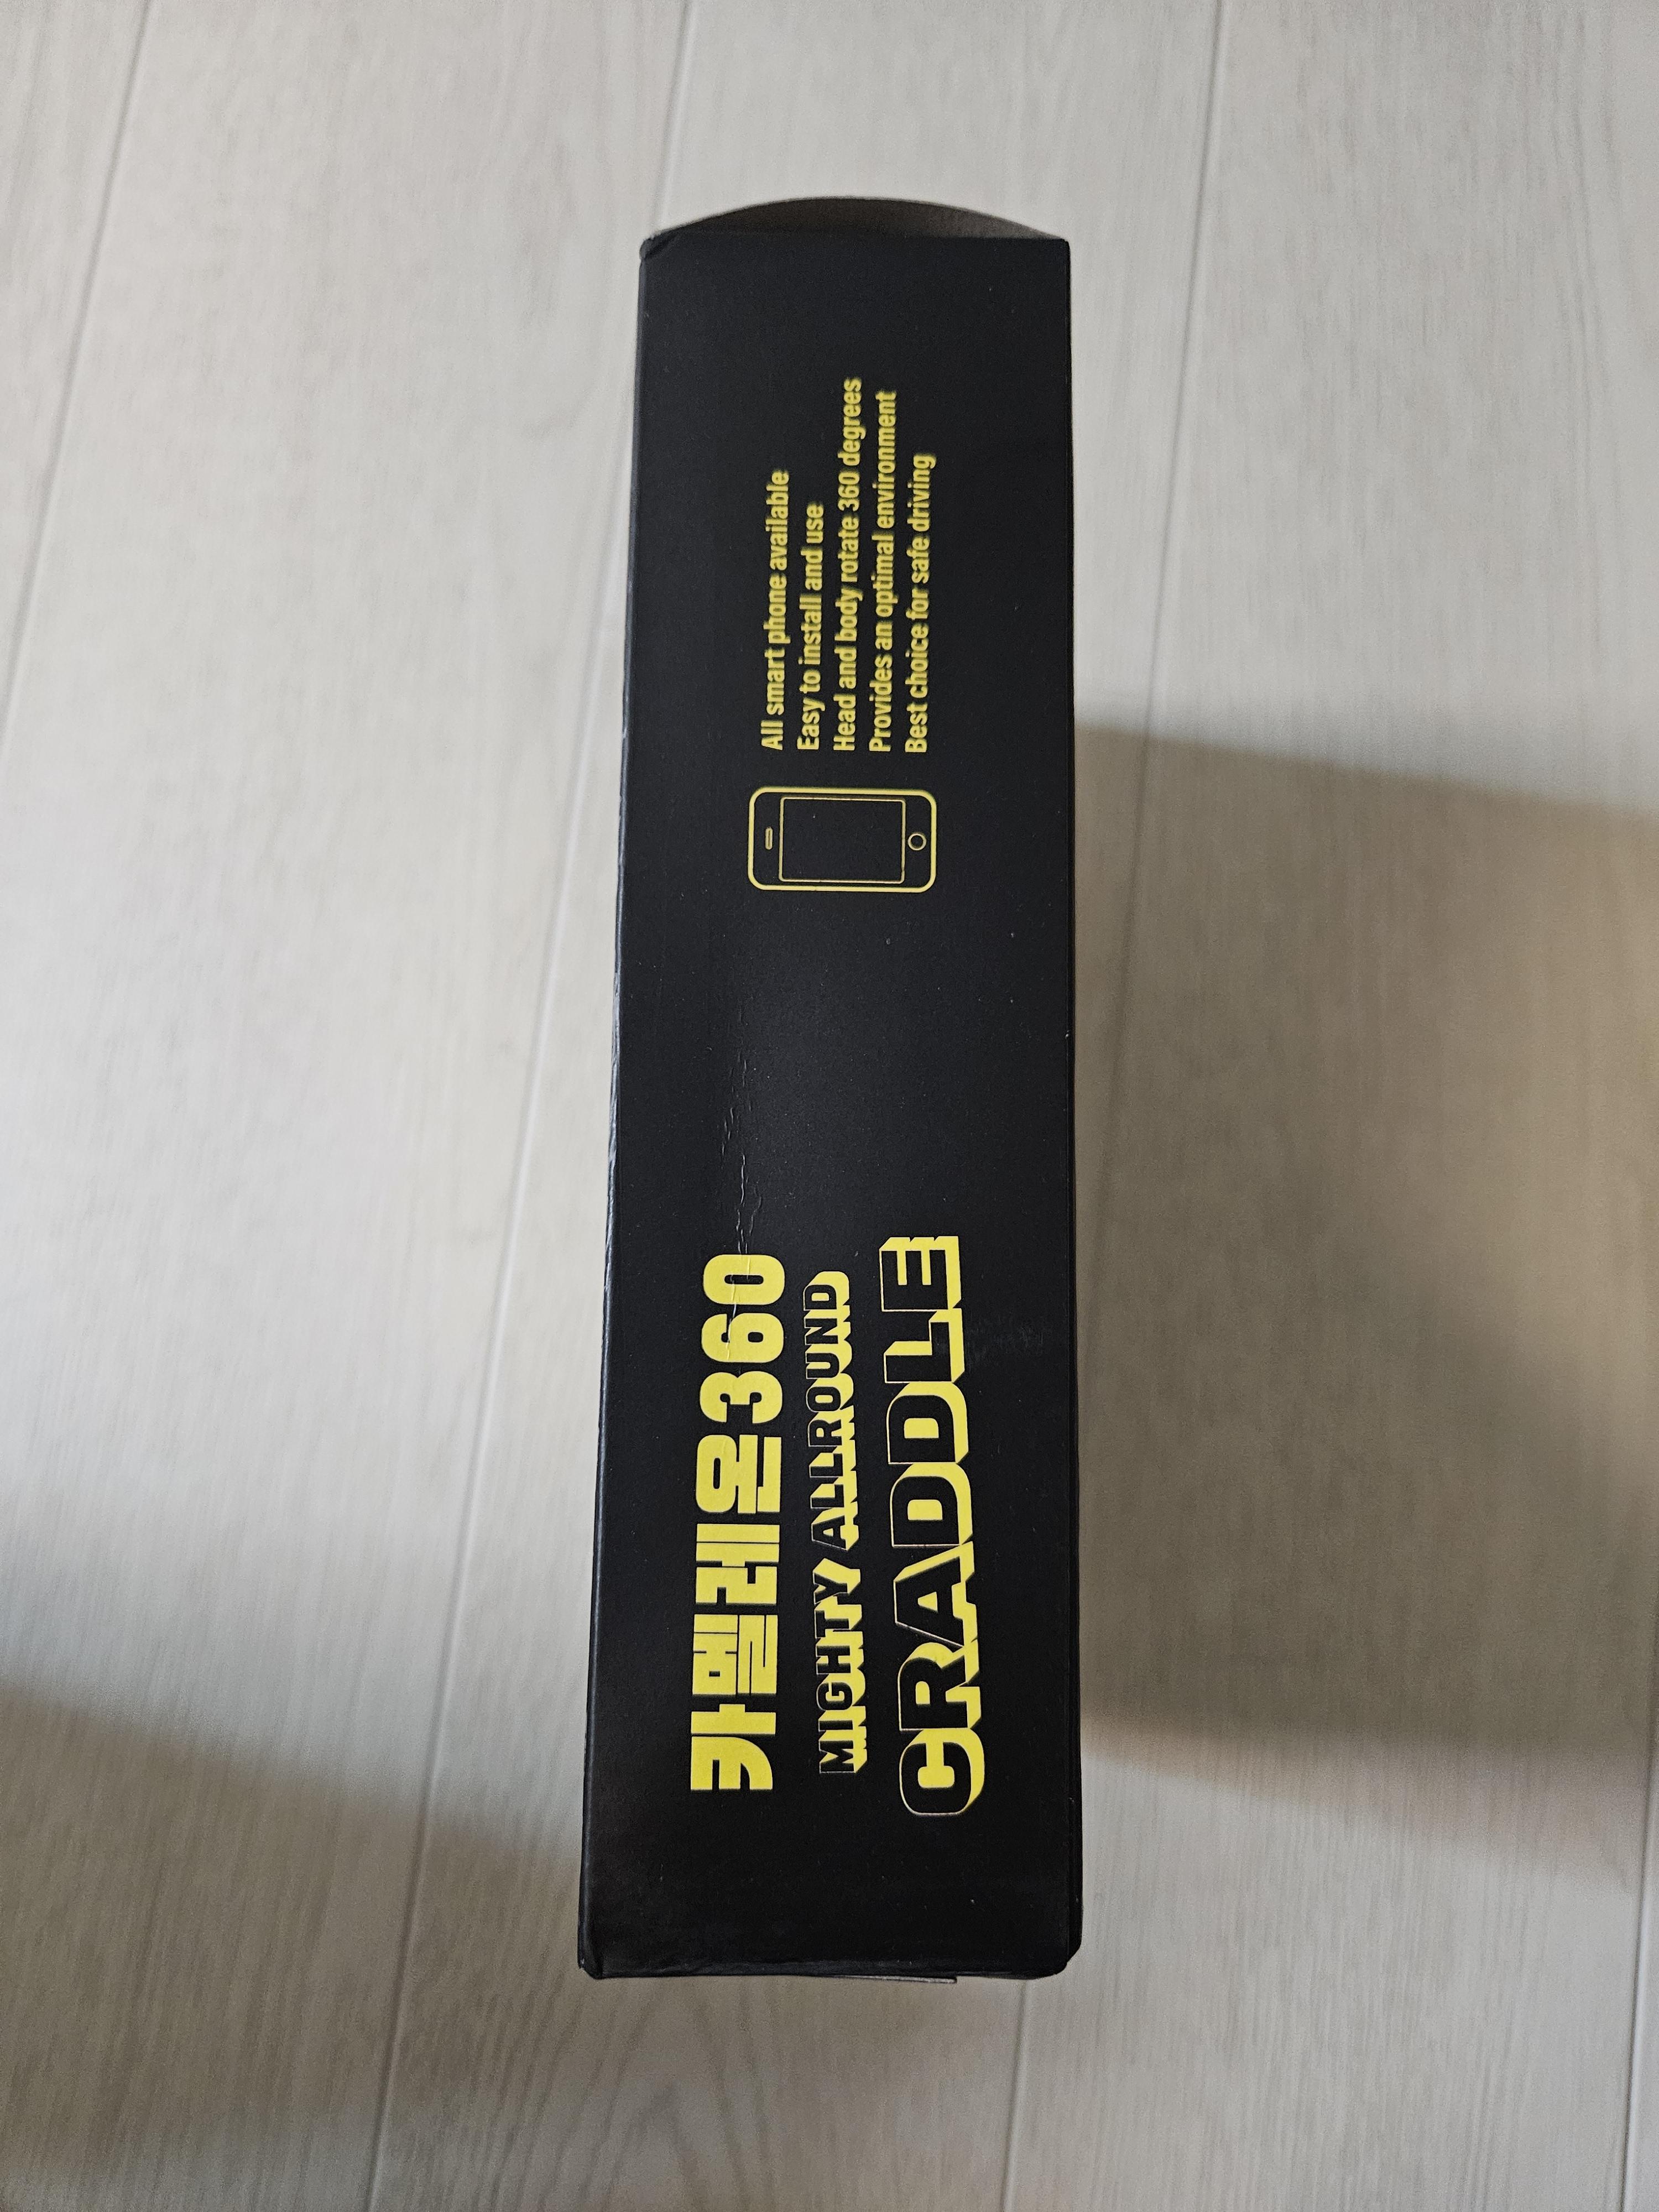 카멜레온360
MIGHTY ALLROUND
CRADDLE
All smart phone available
Easy to install and use
Head and body rotate 360 degrees
Provides an optimal environment
Best choice for safe driving